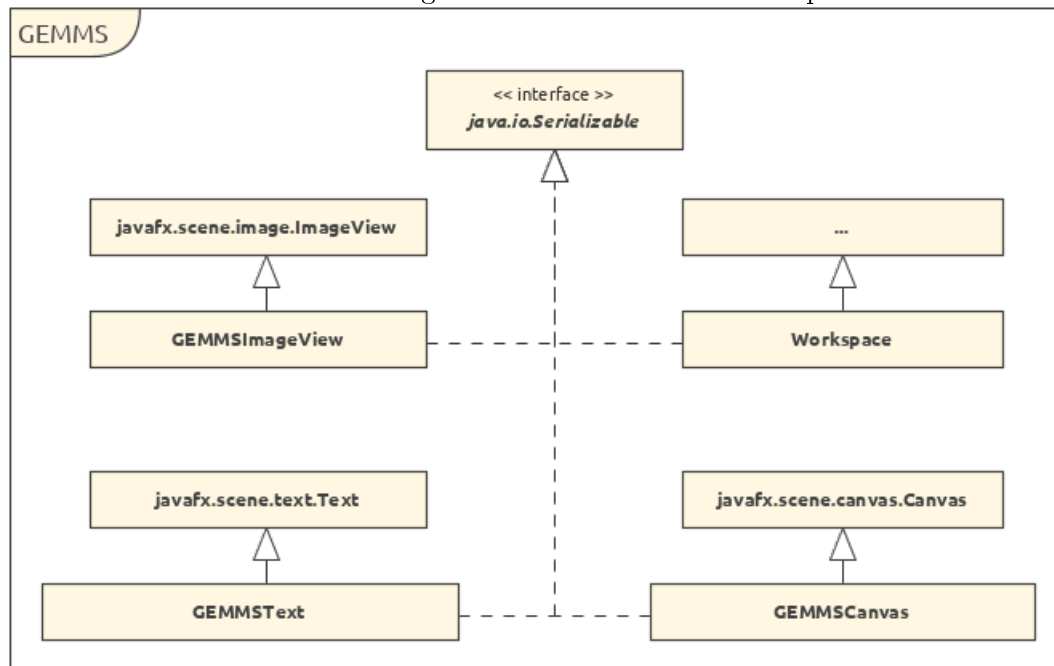 GEMMS
<< interface >>
java.io.Serializable
javafx.scene.image.ImageView
...
GEMMSImageView
Workspace
javafx.scene.text.Text
javafx.scene.canvas.Canvas
GEMMSText
GEMMSCanvas